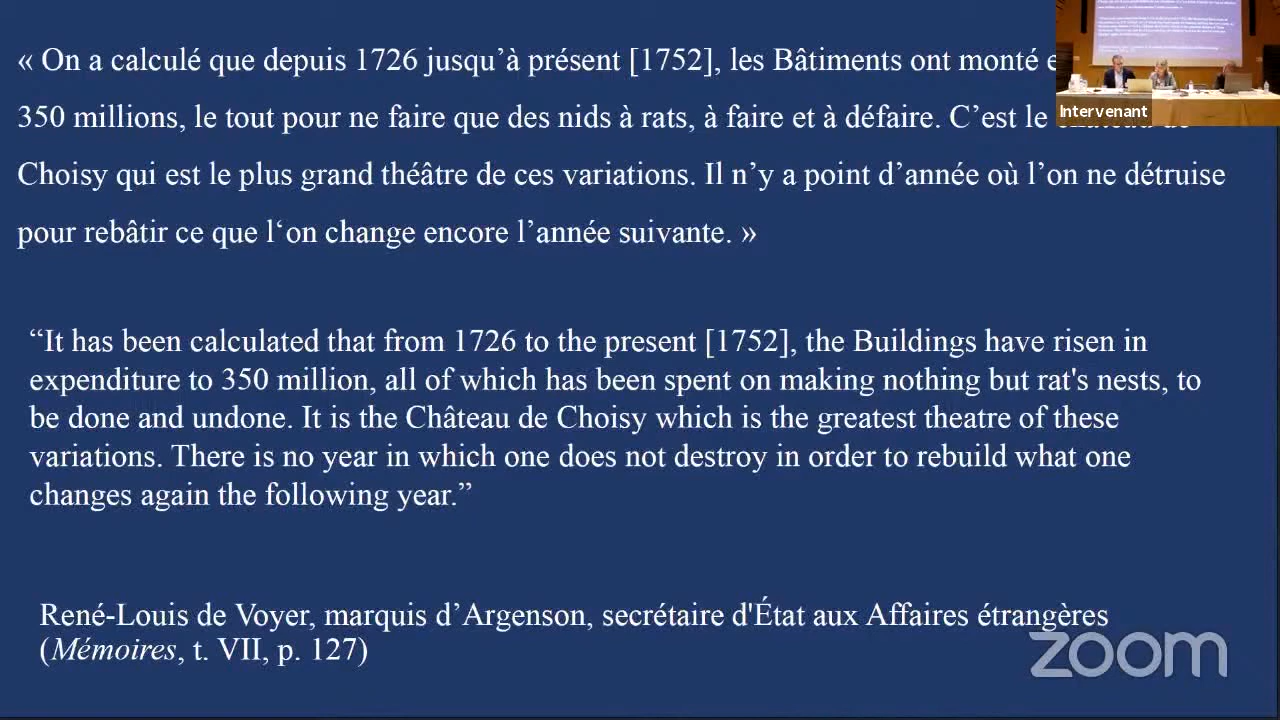 « On a calculé que depuis 1726 jusqu’à présent [1752], les Bâtiments ont monté
350 millions, le tout pour ne faire que des nids à rats, à faire et à défaire. C’est le
Choisy qui est le plus grand théâtre de ces variations. Il n’y a point d’année où l’on ne détruise
pour rebâtir ce que l‘on change encore l’année suivante. »
“It has been calculated that from 1726 to the present [1752], the Buildings have risen in
expenditure to 350 million, all of which has been spent on making nothing but rat's nests, to
be done and undone. It is the Château de Choisy which is the greatest theatre of these
variations. There is no year in which one does not destroy in order to rebuild what one
changes again the following year.”
René-Louis de Voyer, marquis d’Argenson, secrétaire d'État aux Affaires étrangères
(Mémoires, t. VII, p. 127)
Intervenant
zoom